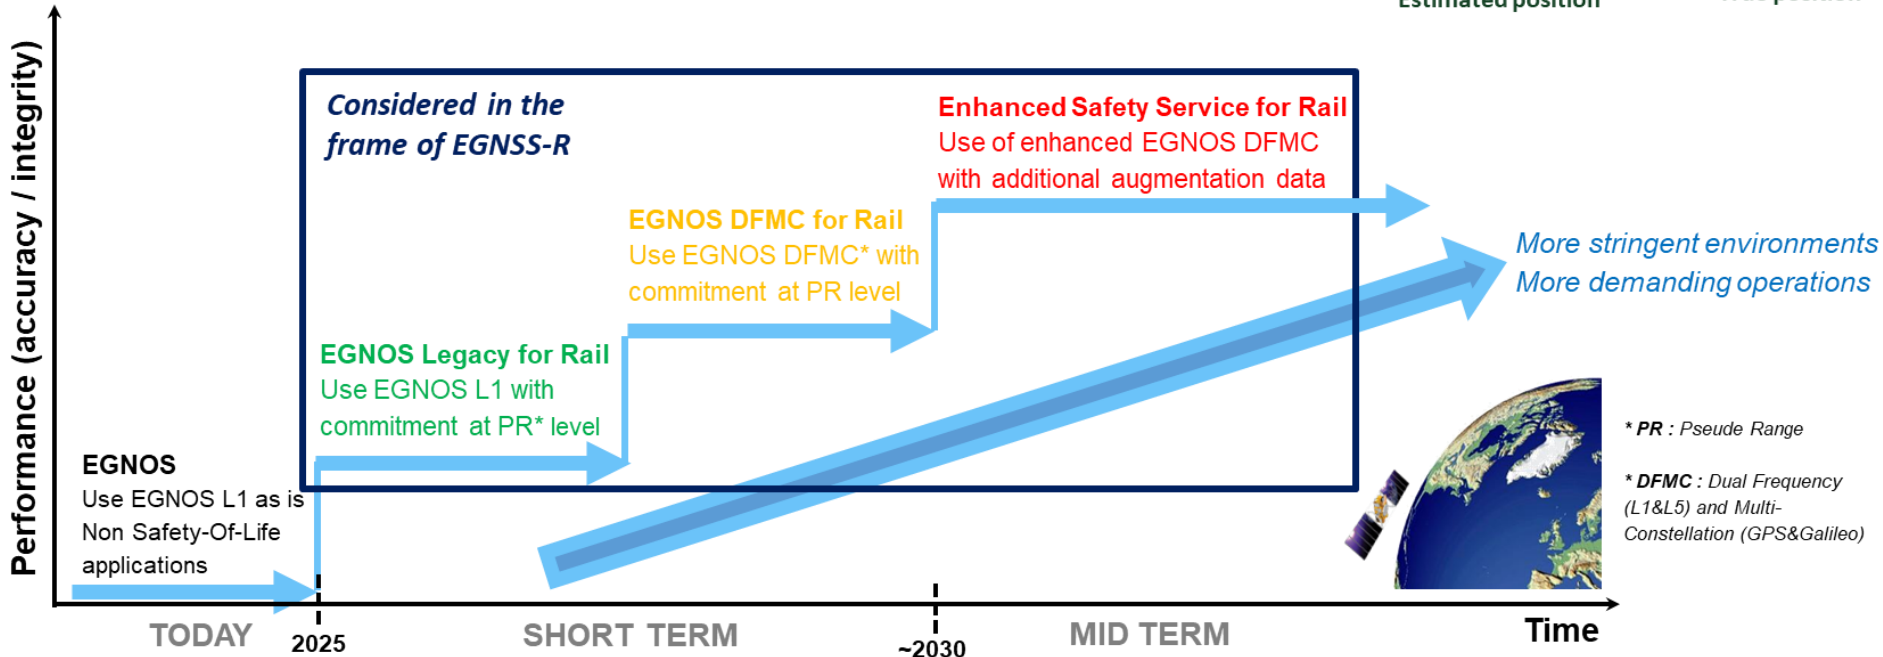 Estimated position
Performance (accuracy / integrity)
Considered in the
frame of EGNSS-R
Enhanced Safety Service for Rail
Use of enhanced EGNOS DFMC
with additional augmentation data
EGNOS DFMC for Rail
Use EGNOS DFMC* with
commitment at PR level
EGNOS Legacy for Rail
Use EGNOS L1 with
commitment at PR* level
EGNOS
Use EGNOS L1 as is
Non Safety-Of-Life
applications
More stringent environments
More demanding operations
* PR : Pseude Range
* DFMC : Dual Frequency
(L1&L5) and Multi-
Constellation (GPS&Galileo)
TODAY
2025
SHORT TERM
~2030
MID TERM
Time